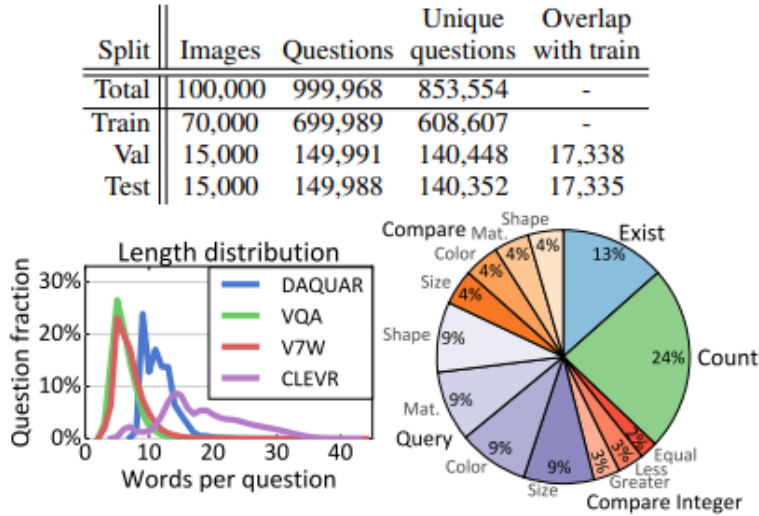 Unique Overlap
Split Images Questions questions with train
Total 100,000 999,968 853,554 -
Train 70,000 699,989 608,607 -
Val 15,000 149,991 140,448 17,338
Test 15,000 149,988 140,352 17,335
Length distribution
Question fraction
30%
20%
10%
0%
0 10 20 30 40
Words per question
DAQUAR
VQA
V7W
CLEVR
Exist
13%
Count
24%
Equal
2%
Less
3%
Greater
3%
Compare Integer
Size
9%
Color
9%
Query
Mat.
9%
Shape
9%
Size
4%
Color
4%
Compare
Mat.
4%
Shape
4%